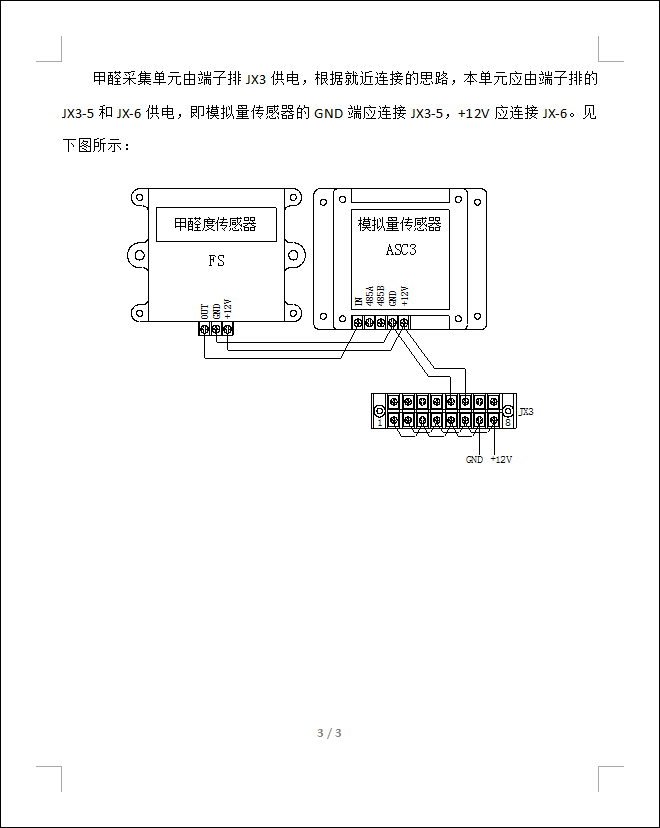 甲醛采集单元由端子排 JX3 供电，根据就近连接的思路，本单元应由端子排的
JX3-5 和 JX-6 供电，即模拟量传感器的 GND 端应连接 JX3-5，+12V 应连接 JX-6。见
下图所示：
甲醛度传感器
FS
OUT
GND
+12V
模拟量传感器
ASC3
IN
485A
485B
GND
+12V
1
8
JX3
GND +12V
3 / 3